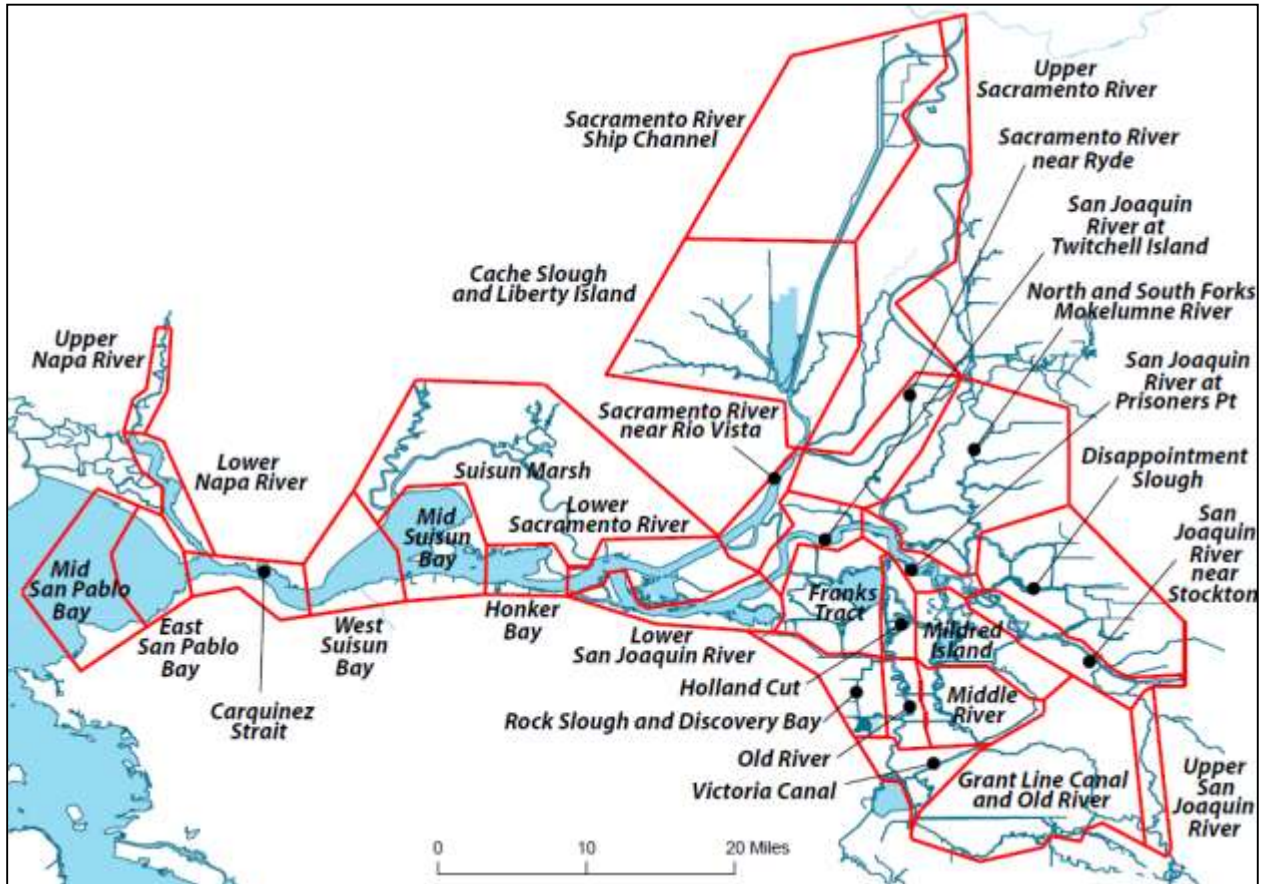 Upper
Sacramento River
Sacramento River
Ship Channel
Sacramento River
near Ryde
San Joaquin
River at
Twitchell Island
Cache Slough
and Liberty Island
North and South Forks
Mokelumne River
Upper
Napa River
San Joaquin
River at
Prisoners Pt
Sacramento River
near Rio Vista
Lower
Napa River
Suisun Marsh
Disappointment
Slough
Lower
Sacramento River
Mid
Suisun
Bay
San
Joaquin
River
near
Stockton
Mid
San Pablo
Bay
Franks
Tract
East
San Pablo
Bay
West
Suisun
Bay
Honker
Bay
Lower
San Joaquin River
Mildred
Island
Holland Cut
Carquinez
Strait
Rock Slough and Discovery Bay
Middle
River
Old River
Victoria Canal
Grant Line Canal
and Old River
Upper
San
Joaquin
River
0 10 20 Miles